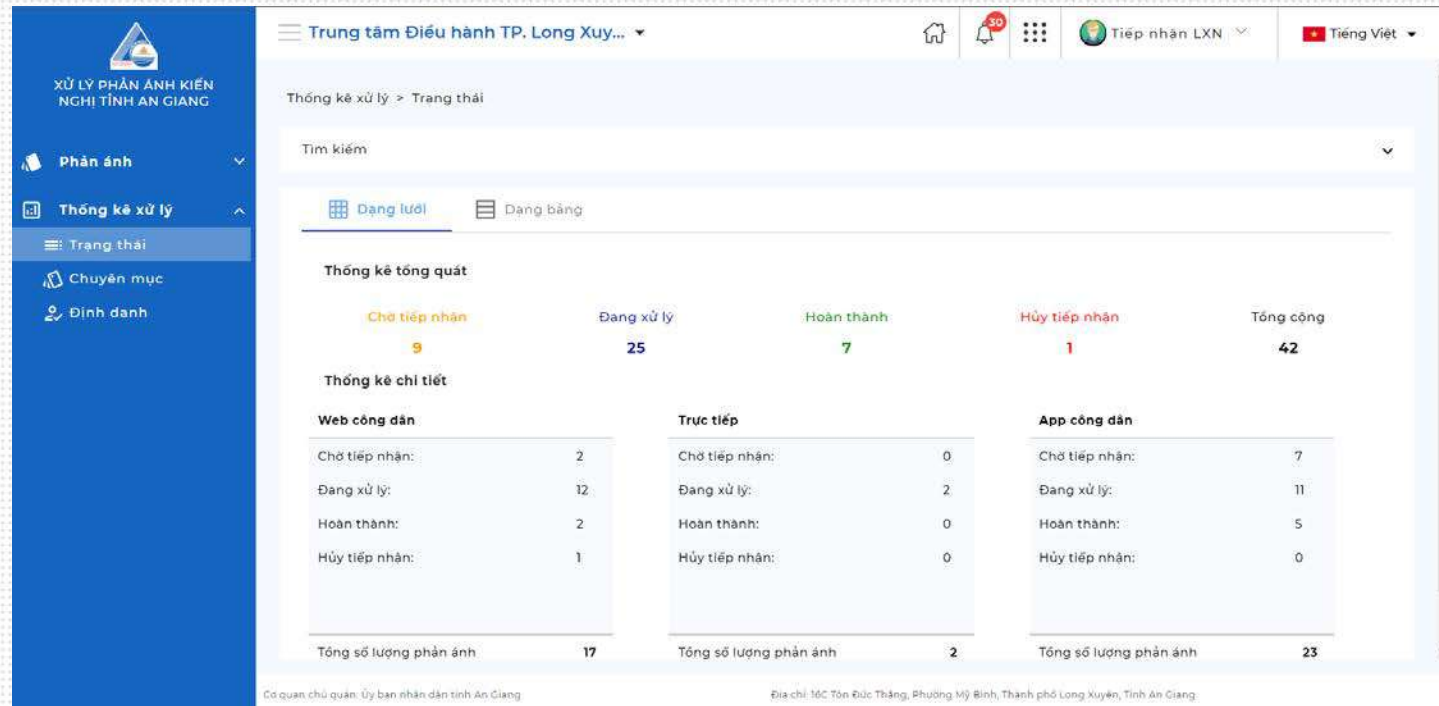 Trung tâm Điều hành TP. Long Xuy...
30
Tiếp nhận LXN
Tiếng Việt
XỬ LÝ PHẢN ÁNH KIẾN
NGHỊ TỈNH AN GIANG
Phản ánh
Thống kê xử lý
Trạng thái
Chuyên mục
Định danh
Thống kê xử lý > Trạng thái
Tìm kiếm
Dạng lưới
Dạng bảng
Thống kê tổng quát
Chờ tiếp nhận Đang xử lý Hoàn thành Hủy tiếp nhận Tổng cộng
9 25 7 1 42
Thống kê chi tiết
Web công dân
Chờ tiếp nhận: 2
Đang xử lý: 12
Hoàn thành: 2
Hủy tiếp nhận: 1
Tổng số lượng phản ánh 17
Trực tiếp
Chờ tiếp nhận: 0
Đang xử lý: 2
Hoàn thành: 0
Hủy tiếp nhận: 0
Tổng số lượng phản ánh 2
App công dân
Chờ tiếp nhận: 7
Đang xử lý: 11
Hoàn thành: 5
Hủy tiếp nhận: 0
Tổng số lượng phản ánh 23
Cơ quan chủ quản: Ủy ban nhân dân tỉnh An Giang
Địa chỉ: 16C Tôn Đức Thắng, Phường Mỹ Bình, Thành phố Long Xuyên, Tỉnh An Giang